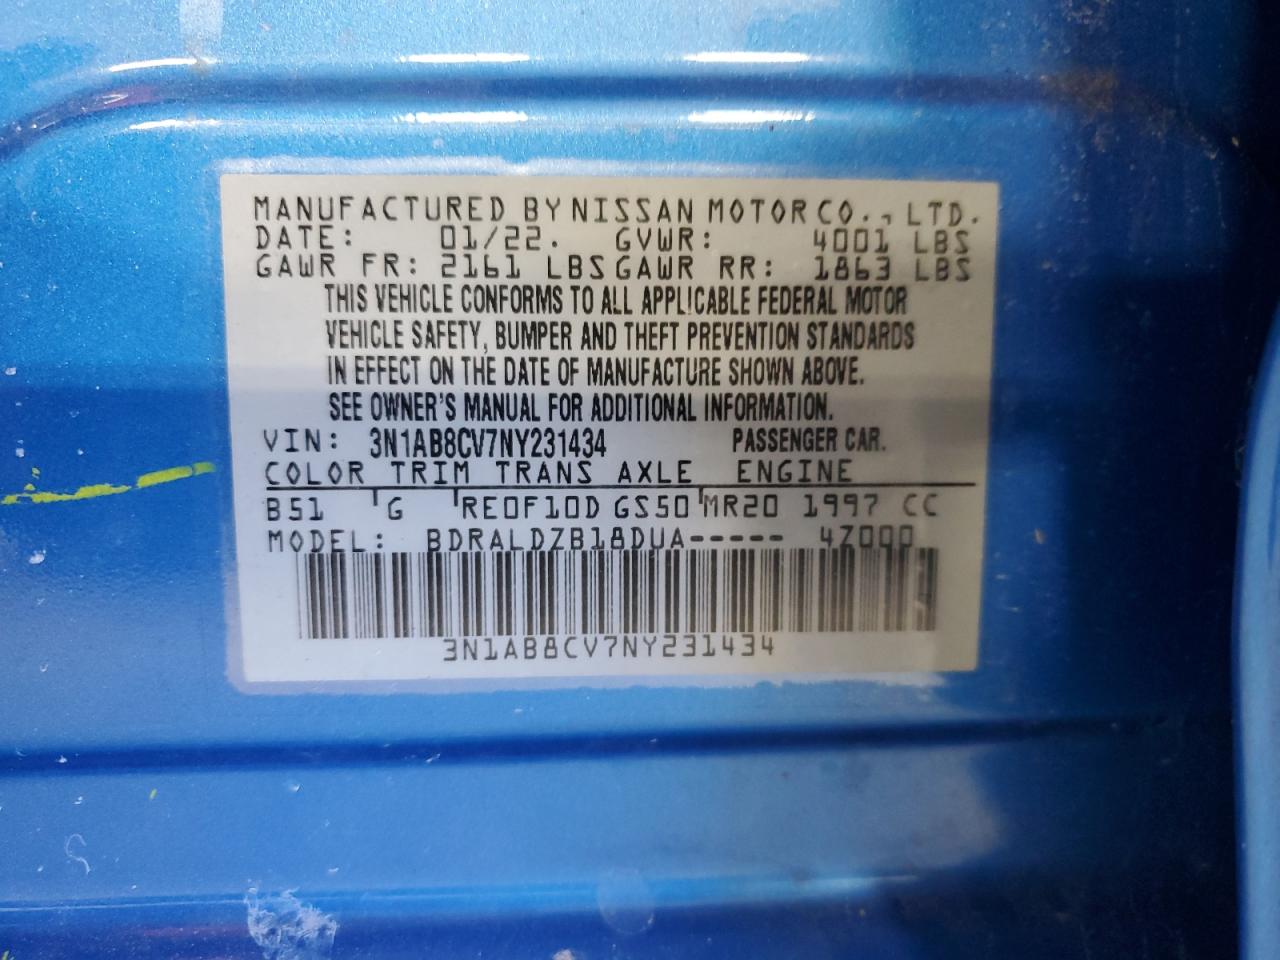 MANUFACTURED BY NISSAN MOTOR CO., LTD.
DATE: 01/22. GVWR: 4001 LBS
GAWR FR: 2161 LBS GAWR RR: 1863 LBS
THIS VEHICLE CONFORMS TO ALL APPLICABLE FEDERAL MOTOR
VEHICLE SAFETY, BUMPER AND THEFT PREVENTION STANDARDS
IN EFFECT ON THE DATE OF MANUFACTURE SHOWN ABOVE.
SEE OWNER'S MANUAL FOR ADDITIONAL INFORMATION.
VIN: 3N1AB8CV7NY231434 PASSENGER CAR.
COLOR TRIM TRANS AXLE ENGINE
B51 G RE0F10D GS50 MR20 1997 CC
MODEL: BDRALDZB18DUA----- 4Z000
3N1AB8CV7NY231434